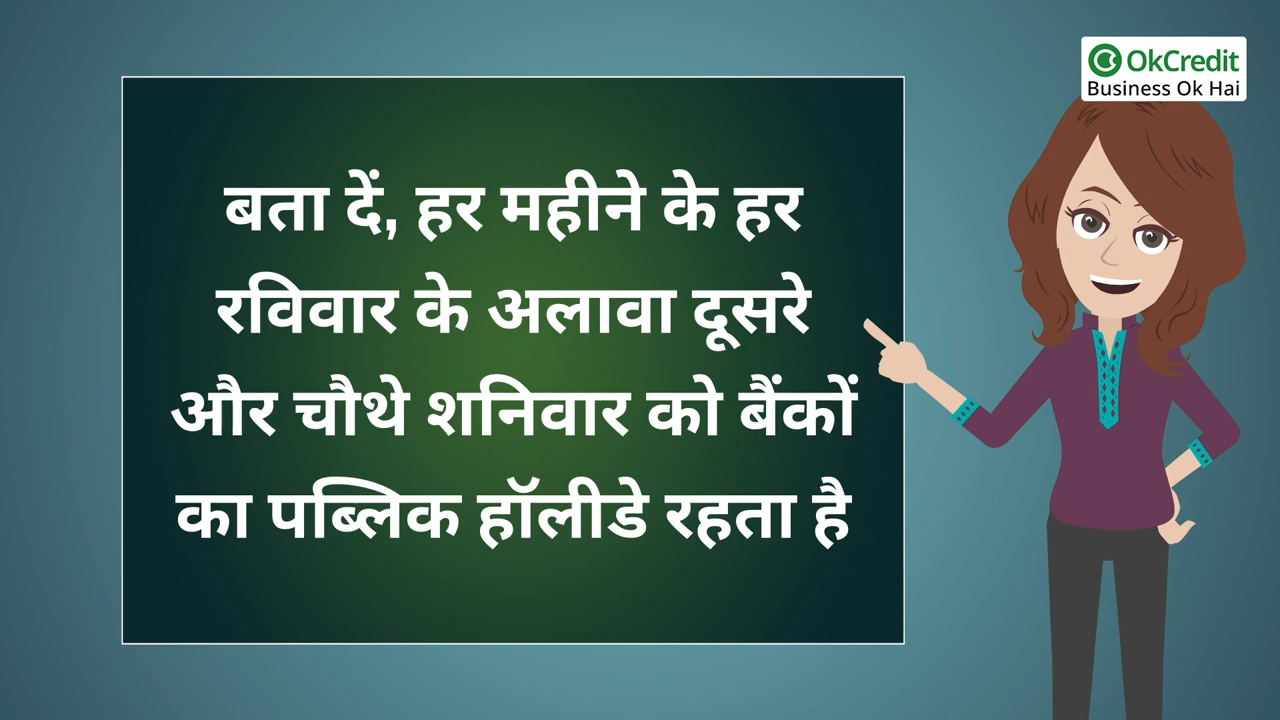 OkCredit
Business Ok Hai
बता दें, हर महीने के हर
रविवार के अलावा दूसरे
और चौथे शनिवार को बैंकों
का पब्लिक हॉलीडे रहता है